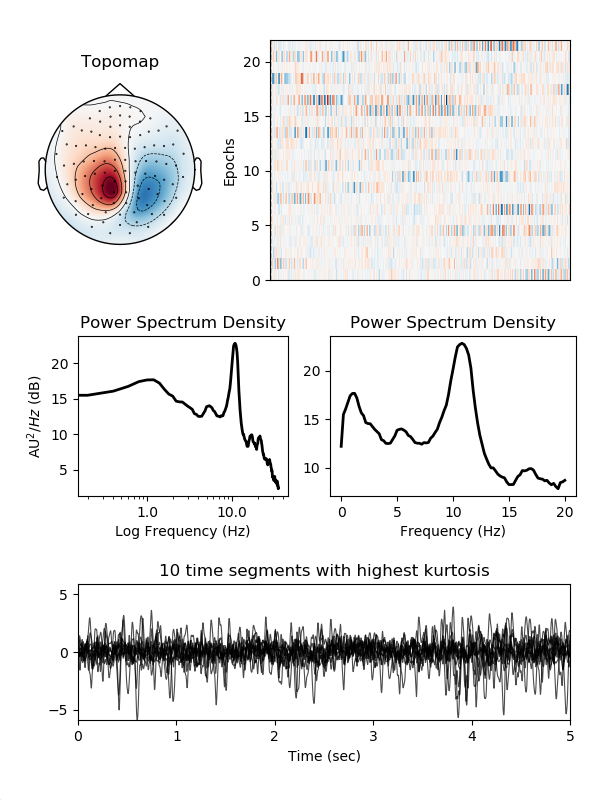 Topomap
Epochs
20
15
10
5
0
Power Spectrum Density
AU²/Hz (dB)
20
15
10
5
1.0 10.0
Log Frequency (Hz)
Power Spectrum Density
20
15
10
0 5 10 15 20
Frequency (Hz)
10 time segments with highest kurtosis
5
0
−5
0 1 2 3 4 5
Time (sec)